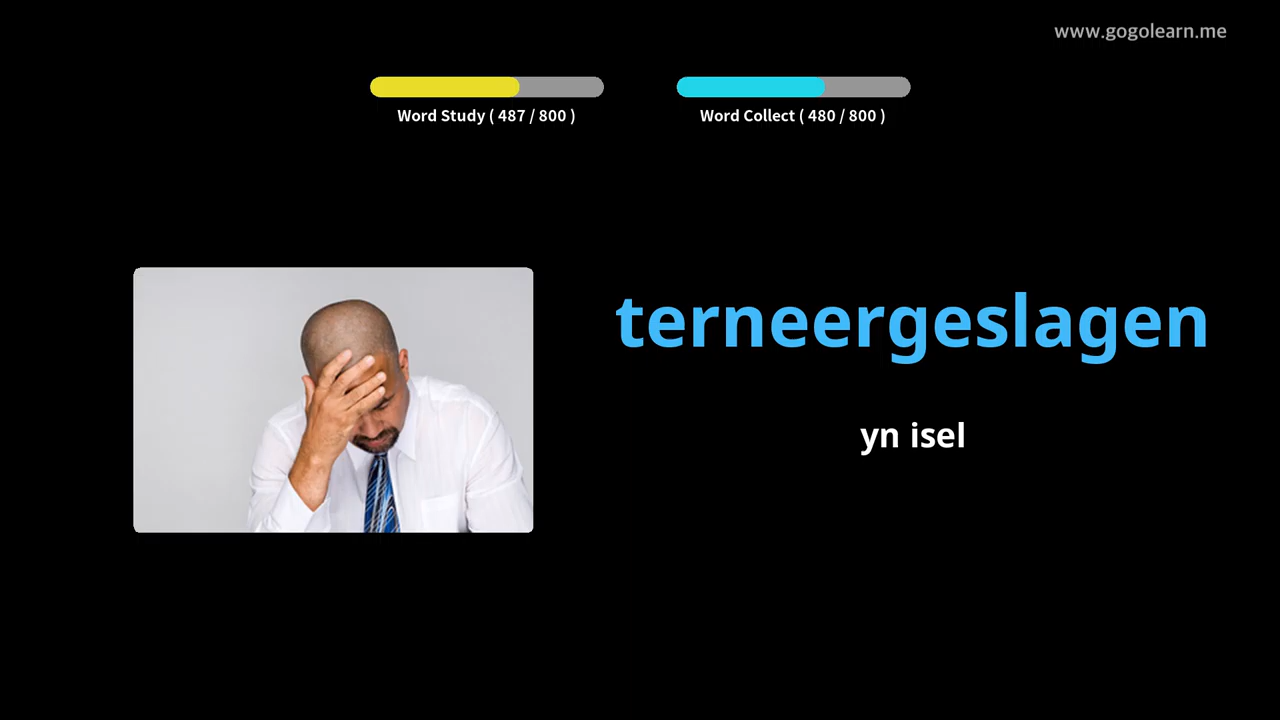 www.gogolearn.me
Word Study ( 487 / 800 )
Word Collect ( 480 / 800 )
terneergeslagen
yn isel